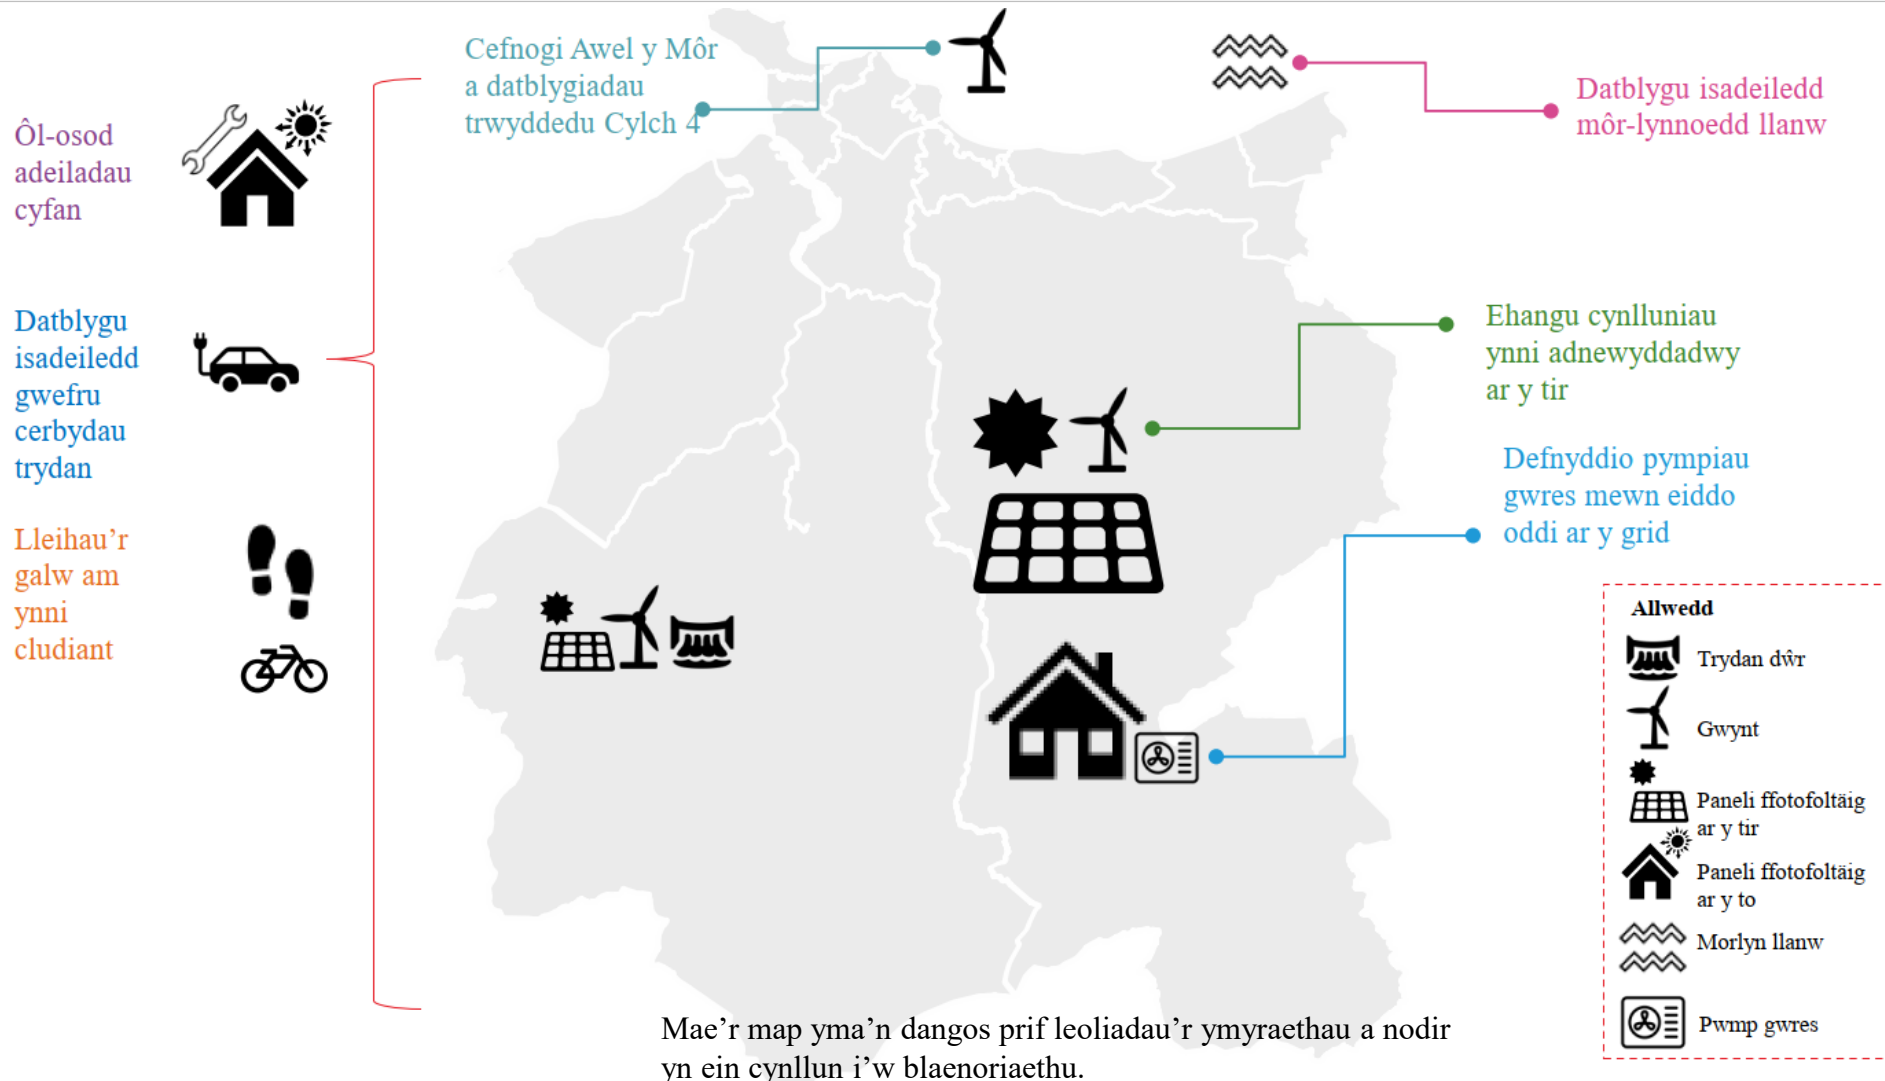 Ôl-osod
adeiladau
cyfan
Datblygu
isadeiledd
gwefru
cerbydau
trydan
Lleihau’r
galw am
ynni
cludiant
Cefnogi Awel y Môr
a datblygiadau
trwyddedu Cylch 4
Datblygu isadeiledd
môr-lynnoedd llanw
Ehangu cynlluniau
ynni adnewyddadwy
ar y tir
Defnyddio pympiau
gwres mewn eiddo
oddi ar y grid
Allwedd
Trydan dŵr
Gwynt
Paneli ffotofoltäig
ar y tir
Paneli ffotofoltäig
ar y to
Morlyn llanw
Pwmp gwres
Mae’r map yma’n dangos prif leoliadau’r ymyraethau a nodir
yn ein cynllun i’w blaenoriaethu.